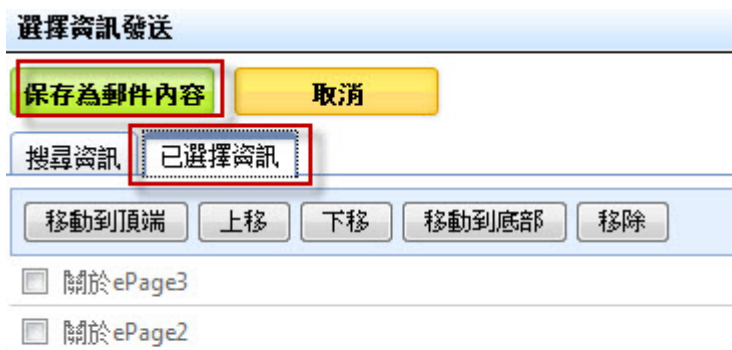 選擇資訊發送
保存為郵件內容 取消
搜尋資訊 已選擇資訊
移動到頂端 上移 下移 移動到底部 移除
關於ePage3
關於ePage2